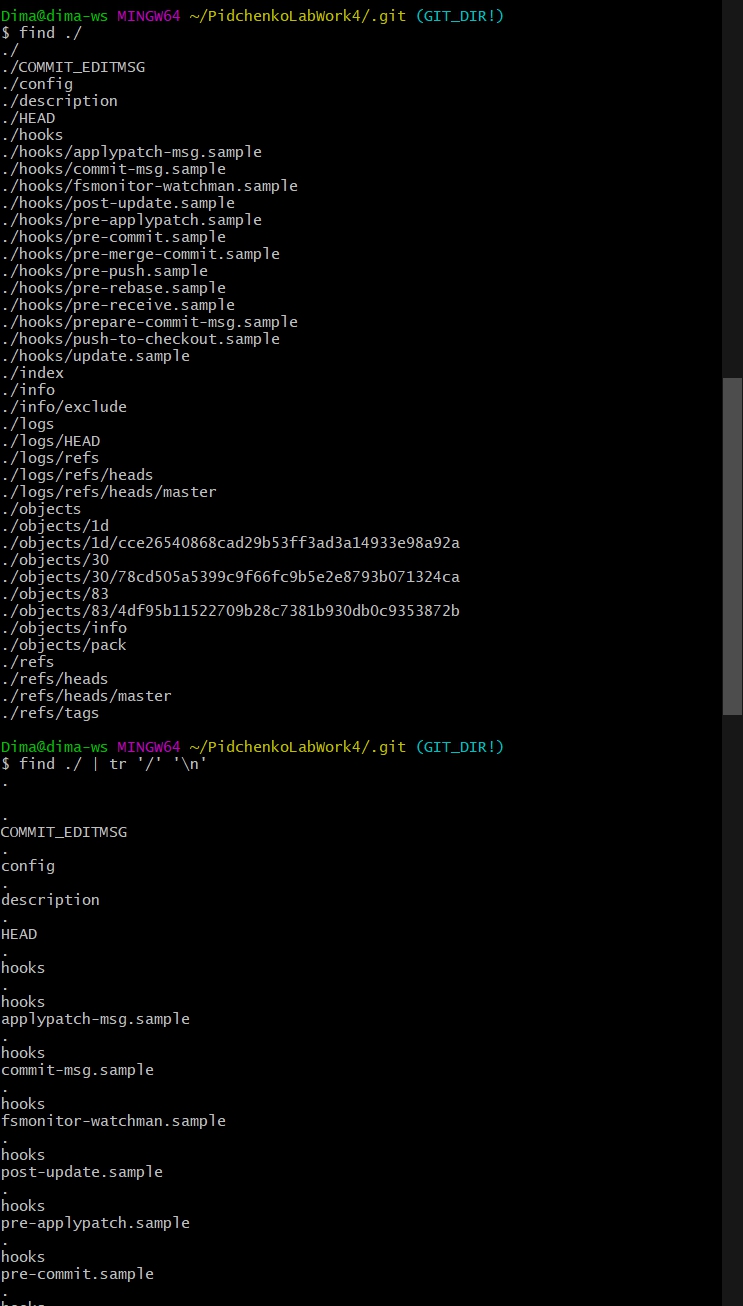 Dima@dima-ws MINGW64 ~/PidchenkoLabWork4/.git (GIT_DIR!)
$ find ./
./
./COMMIT_EDITMSG
./config
./description
./HEAD
./hooks
./hooks/applypatch-msg.sample
./hooks/commit-msg.sample
./hooks/fsmonitor-watchman.sample
./hooks/post-update.sample
./hooks/pre-applypatch.sample
./hooks/pre-commit.sample
./hooks/pre-merge-commit.sample
./hooks/pre-push.sample
./hooks/pre-rebase.sample
./hooks/pre-receive.sample
./hooks/prepare-commit-msg.sample
./hooks/push-to-checkout.sample
./hooks/update.sample
./index
./info
./info/exclude
./logs
./logs/HEAD
./logs/refs
./logs/refs/heads
./logs/refs/heads/master
./objects
./objects/1d
./objects/1d/cce26540868cad29b53ff3ad3a14933e98a92a
./objects/30
./objects/30/78cd505a5399c9f66fc9b5e2e8793b071324ca
./objects/83
./objects/83/4df95b11522709b28c7381b930db0c9353872b
./objects/info
./objects/pack
./refs
./refs/heads
./refs/heads/master
./refs/tags
Dima@dima-ws MINGW64 ~/PidchenkoLabWork4/.git (GIT_DIR!)
$ find ./ | tr '/' '\n'
.
.
COMMIT_EDITMSG
.
config
.
description
.
HEAD
.
hooks
.
hooks
applypatch-msg.sample
.
hooks
commit-msg.sample
.
hooks
fsmonitor-watchman.sample
.
hooks
post-update.sample
.
hooks
pre-applypatch.sample
.
hooks
pre-commit.sample
.
hooks